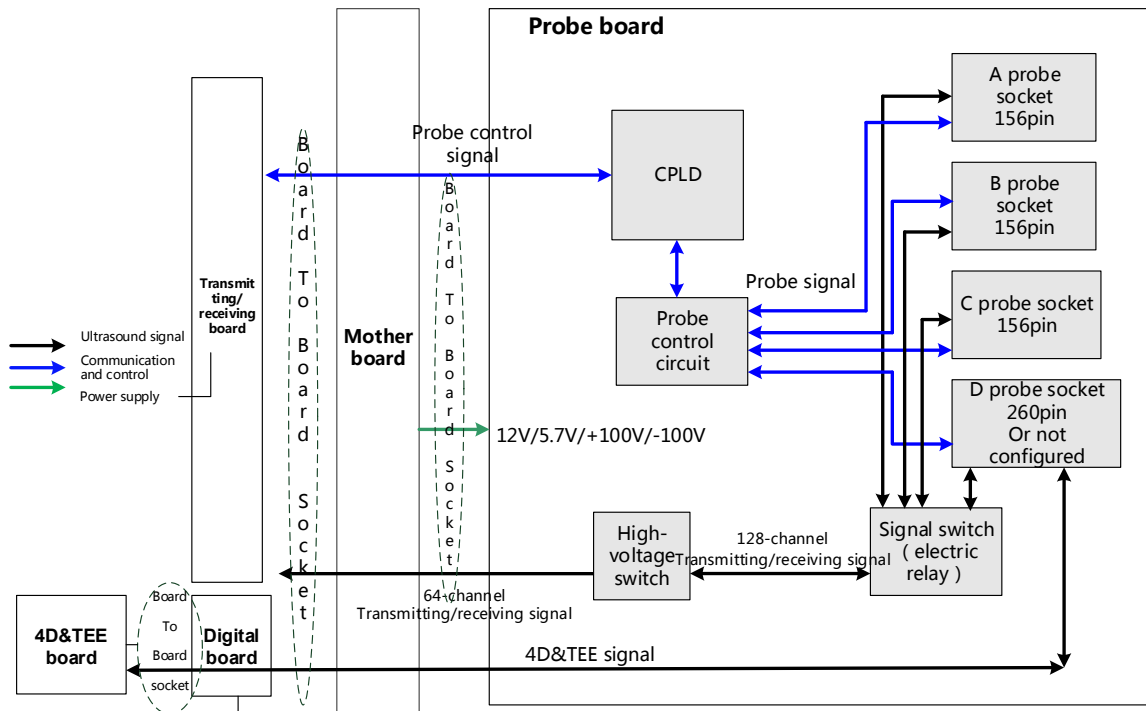 Probe board
A probe
socket
156pin
Probe control
signal
CPLD
B probe
socket
156pin
Board To Board Socket
Board To Board Socket
Transmit
ting/
receiving
board
Probe signal
C probe socket
156pin
Probe
control
circuit
Mother
board
Ultrasound signal
Communication
and control
Power supply
D probe socket
260pin
Or not
configured
12V/5.7V/+100V/-100V
High-
voltage
switch
128-channel
Transmitting/receiving signal
Signal switch
( electric
relay )
64-channel
Transmitting/receiving signal
Board
To
Board
socket
4D&TEE
board
Digital
board
4D&TEE signal